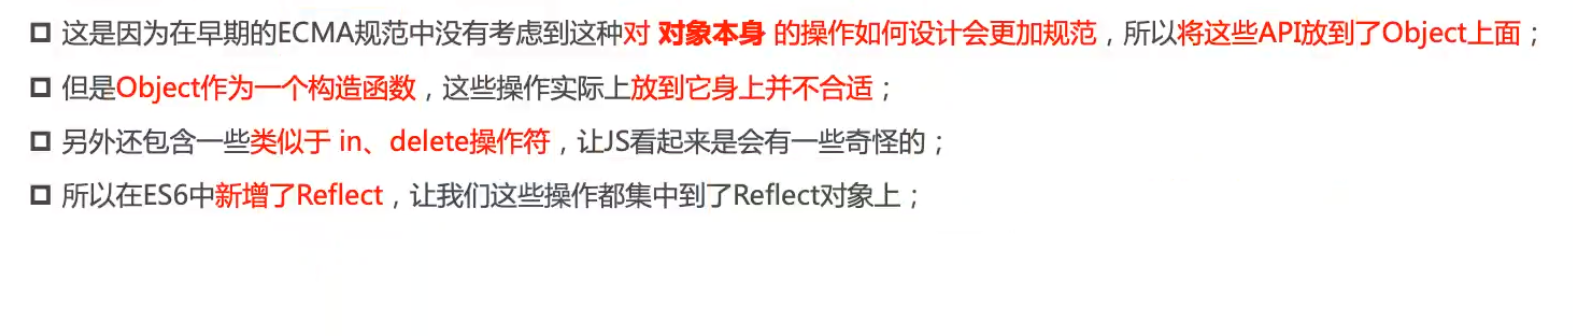 这是因为在早期的ECMA规范中没有考虑到这种对 对象本身 的操作如何设计会更加规范，所以将这些API放到了Object上面；
但是Object作为一个构造函数，这些操作实际上放到它身上并不合适；
另外还包含一些类似于 in、delete操作符，让JS看起来是会有一些奇怪的；
所以在ES6中新增了Reflect，让我们这些操作都集中到了Reflect对象上；